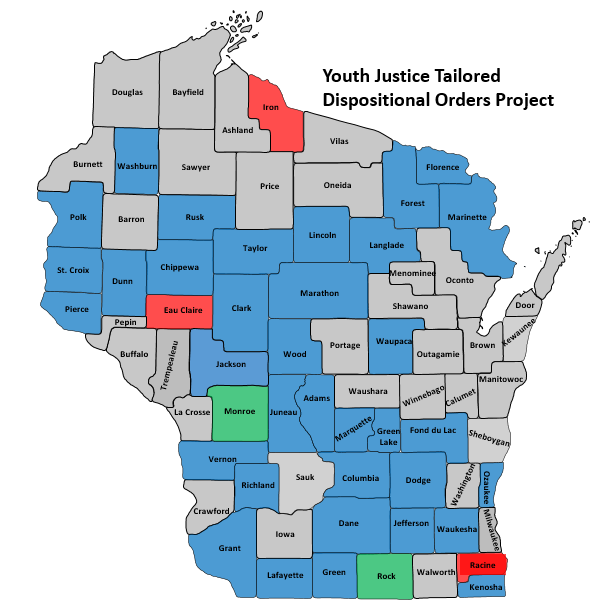 Youth Justice Tailored
Dispositional Orders Project
Douglas
Bayfield
Iron
Ashland
Vilas
Burnett
Washburn
Sawyer
Florence
Price
Oneida
Forest
Polk
Barron
Rusk
Marinette
Lincoln
Langlade
Taylor
St. Croix
Dunn
Chippewa
Menominee
Oconto
Marathon
Shawano
Door
Pierce
Eau Claire
Clark
Pepin
Kewaunee
Buffalo
Trempealeau
Wood
Portage
Waupaca
Outagamie
Brown
Jackson
Manitowoc
Waushara
Winnebago
Calumet
La Crosse
Monroe
Juneau
Adams
Marquette
Green
Lake
Fond du Lac
Sheboygan
Vernon
Richland
Sauk
Columbia
Dodge
Washington
Ozaukee
Crawford
Dane
Jefferson
Waukesha
Milwaukee
Grant
Iowa
Lafayette
Green
Rock
Walworth
Racine
Kenosha